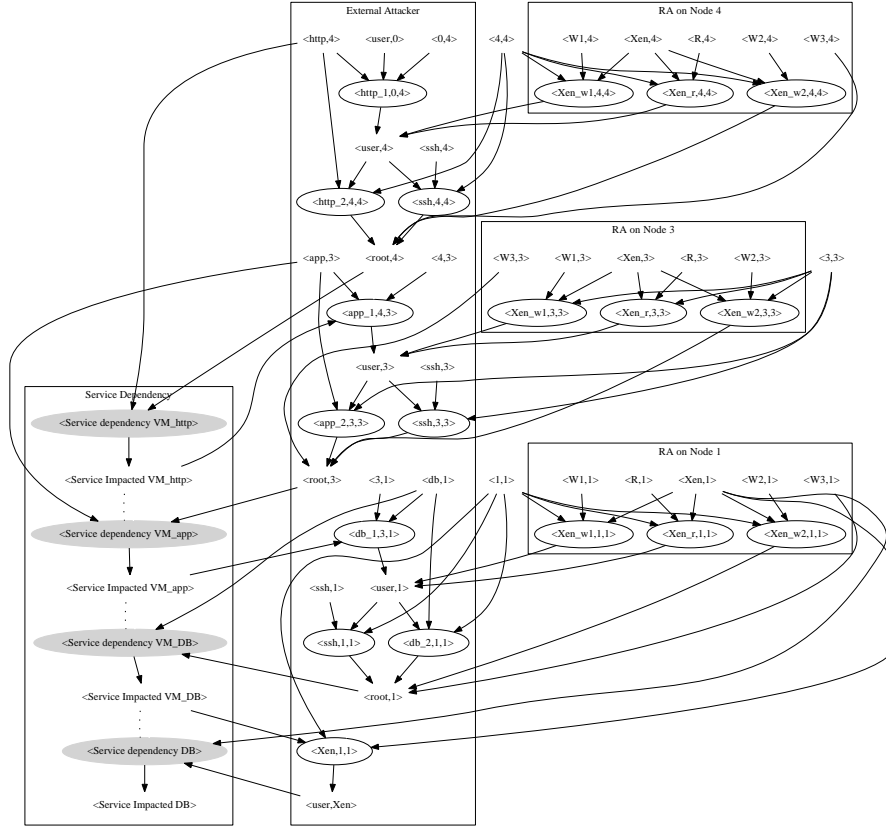 External Attacker
RA on Node 4
<http,4> <user,0> <0,4> <4,4> <W1,4> <Xen,4> <R,4> <W2,4> <W3,4>
<http_1,0,4> <Xen_w1,4,4> <Xen_r,4,4> <Xen_w2,4,4>
<user,4> <ssh,4>
<http_2,4,4> <ssh,4,4>
RA on Node 3
<app,3> <root,4> <4,3> <W3,3> <W1,3> <Xen,3> <R,3> <W2,3> <3,3>
<app_1,4,3> <Xen_w1,3,3> <Xen_r,3,3> <Xen_w2,3,3>
<user,3> <ssh,3>
Service Dependency
<Service dependency VM_http> <app_2,3,3> <ssh,3,3>
RA on Node 1
<Service Impacted VM_http> <root,3> <3,1> <db,1> <1,1> <W1,1> <R,1> <Xen,1> <W2,1> <W3,1>
<Service dependency VM_app> <db_1,3,1> <Xen_w1,1,1> <Xen_r,1,1> <Xen_w2,1,1>
<Service Impacted VM_app> <ssh,1> <user,1>
<Service dependency VM_DB> <ssh,1,1> <db_2,1,1>
<Service Impacted VM_DB> <root,1>
<Service dependency DB> <Xen,1,1>
<Service Impacted DB> <user,Xen>